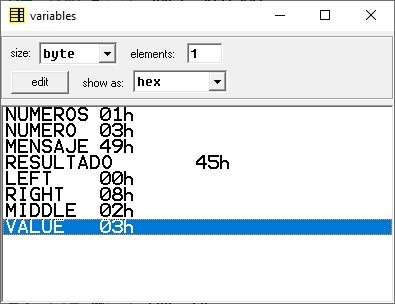 variables
size: byte elements: 1
edit show as: hex
NUMEROS 01h
NUMERO 03h
MENSAJE 49h
RESULTADO 45h
LEFT 00h
RIGHT 08h
MIDDLE 02h
VALUE 03h